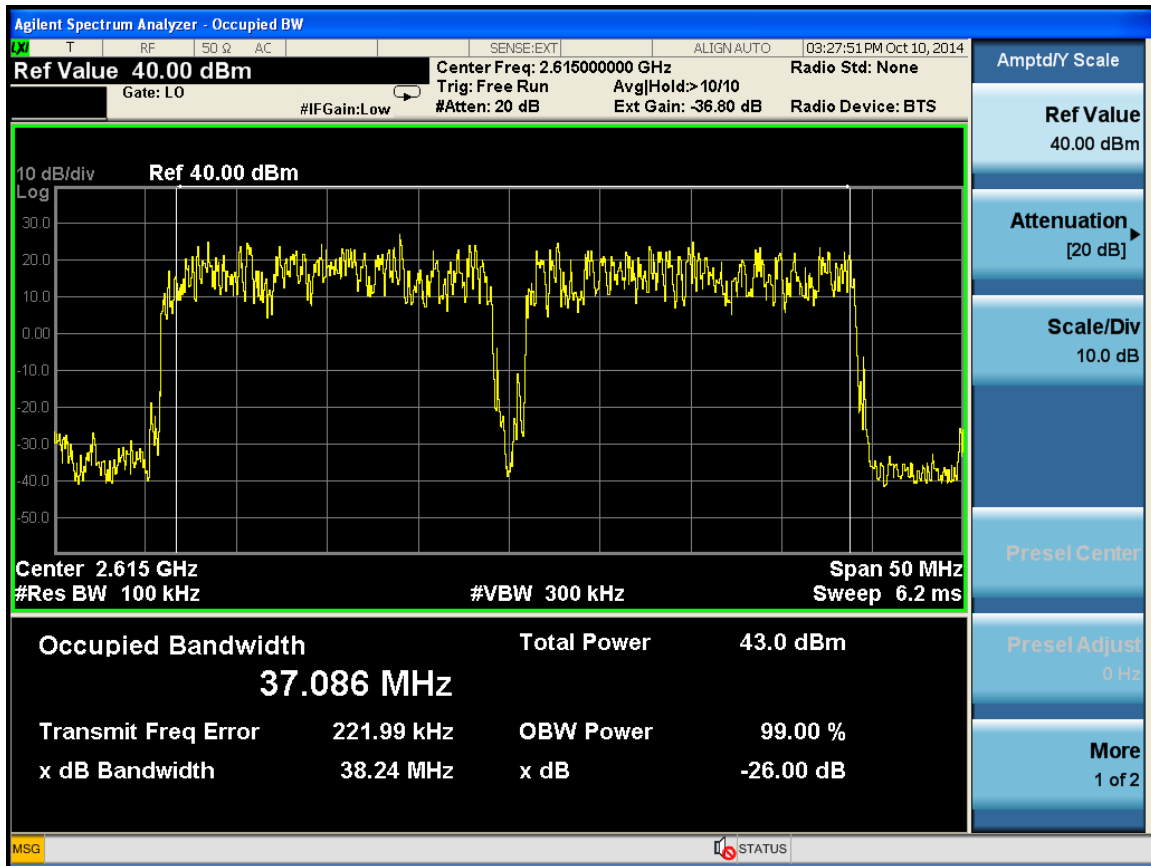 Agilent Spectrum Analyzer - Occupied BW
LXI T RF 50 Ω AC SENSE:EXT ALIGN AUTO 03:27:51 PM Oct 10, 2014
Ref Value 40.00 dBm
Center Freq: 2.615000000 GHz
Radio Std: None
Gate: LO
Trig: Free Run
Avg|Hold:>10/10
#IFGain:Low
#Atten: 20 dB
Ext Gain: -36.80 dB
Radio Device: BTS
10 dB/div
Ref 40.00 dBm
Log
30.0
20.0
10.0
0.00
-10.0
-20.0
-30.0
-40.0
-50.0
Center 2.615 GHz
Span 50 MHz
#Res BW 100 kHz
#VBW 300 kHz
Sweep 6.2 ms
Occupied Bandwidth
Total Power 43.0 dBm
37.086 MHz
Transmit Freq Error 221.99 kHz
OBW Power 99.00 %
x dB Bandwidth 38.24 MHz
x dB -26.00 dB
Amptd/Y Scale
Ref Value
40.00 dBm
Attenuation
[20 dB]
Scale/Div
10.0 dB
Presel Center
Presel Adjust
0 Hz
More
1 of 2
MSG
STATUS